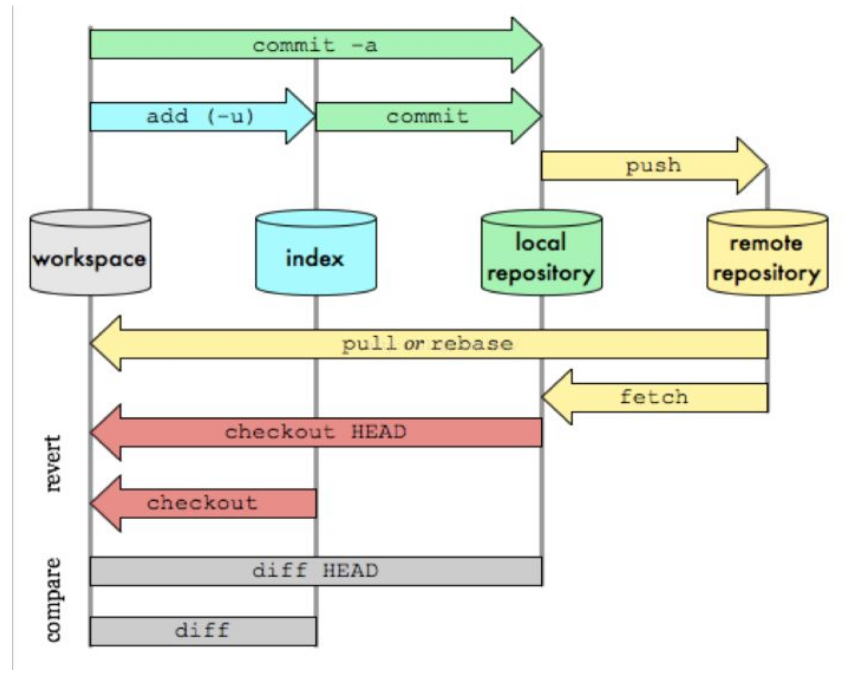 commit -a
add (-u)
commit
push
workspace
index
local
repository
remote
repository
pull or rebase
fetch
revert
checkout HEAD
checkout
compare
diff HEAD
diff